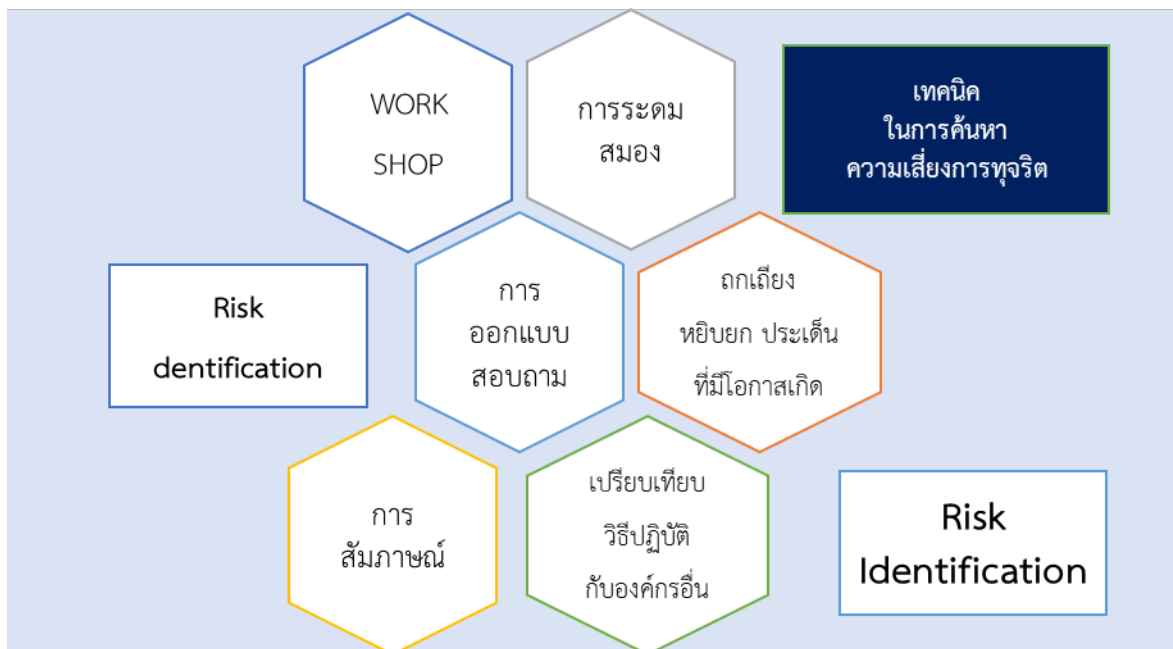 WORK
SHOP
การระดม
สมอง
เทคนิค
ในการค้นหา
ความเสี่ยงการทุจริต
Risk
dentification
การ
ออกแบบ
สอบถาม
ถกเถียง
หยิบยก ประเด็น
ที่มีโอกาสเกิด
การ
สัมภาษณ์
เปรียบเทียบ
วิธีปฏิบัติ
กับองค์กรอื่น
Risk
Identification